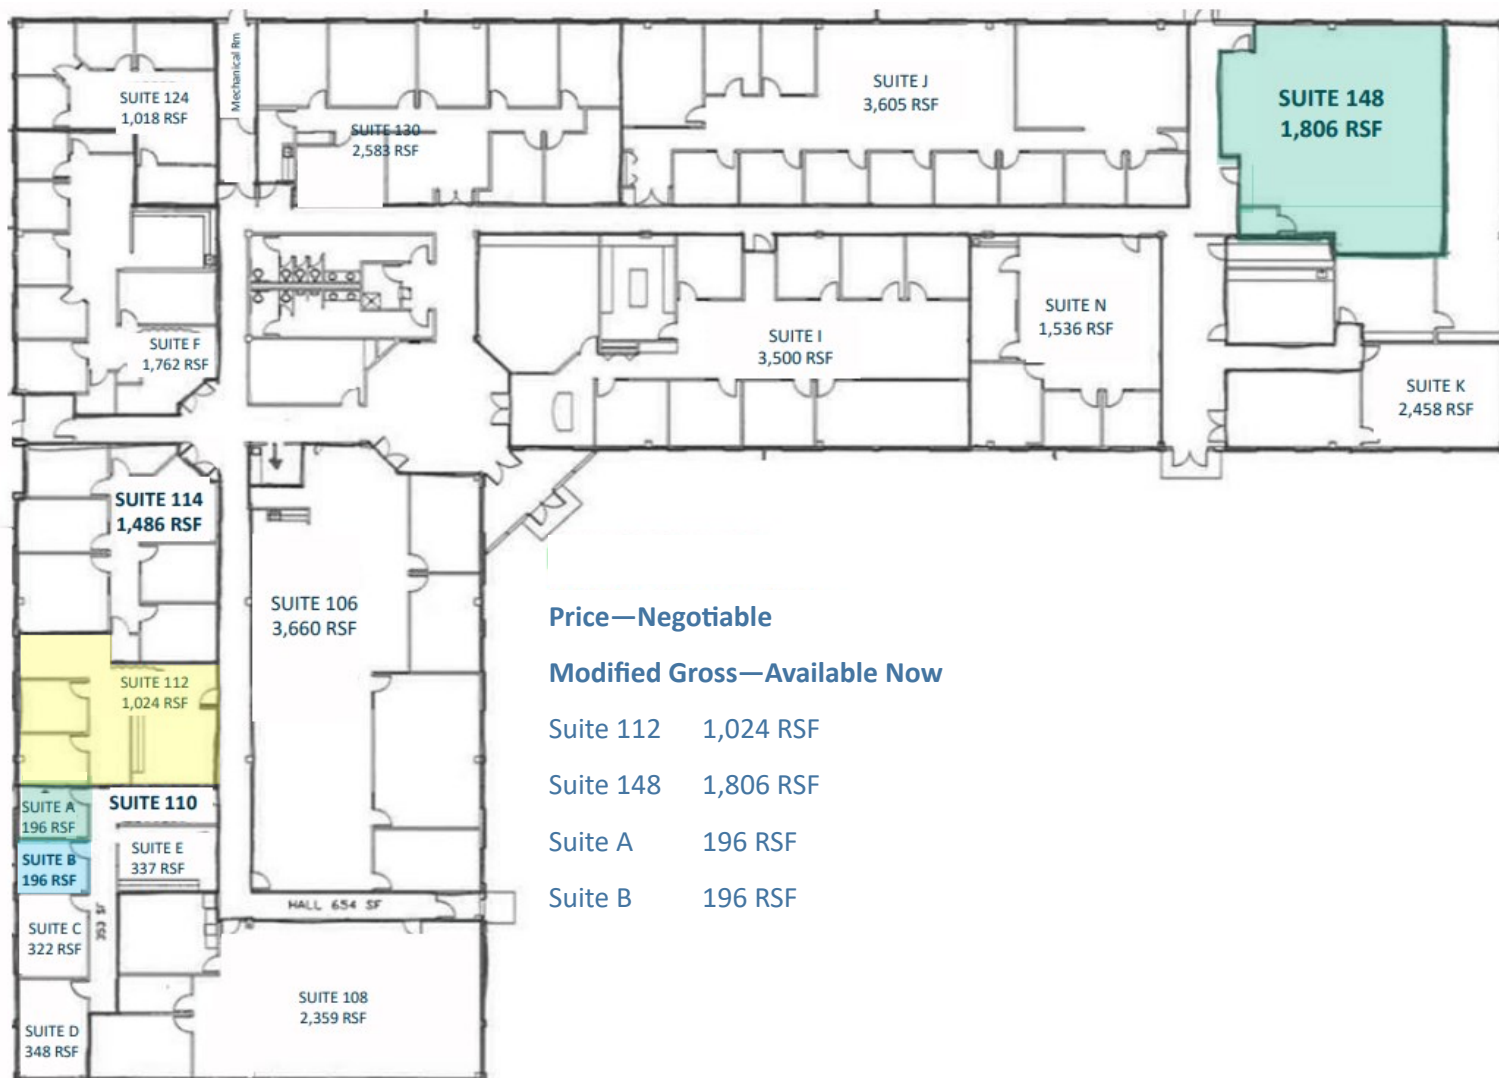 Mechanical Rm
SUITE 124
1,018 RSF
SUITE 130
2,583 RSF
SUITE J
3,605 RSF
SUITE 148
1,806 RSF
SUITE F
1,762 RSF
SUITE I
3,500 RSF
SUITE N
1,536 RSF
SUITE K
2,458 RSF
SUITE 114
1,486 RSF
SUITE 106
3,660 RSF
SUITE 112
1,024 RSF
SUITE A
196 RSF
SUITE 110
SUITE B
196 RSF
SUITE E
337 RSF
SUITE C
322 RSF
353 SF
HALL 654 SF
SUITE D
348 RSF
SUITE 108
2,359 RSF
Price—Negotiable
Modified Gross—Available Now
Suite 112 1,024 RSF
Suite 148 1,806 RSF
Suite A 196 RSF
Suite B 196 RSF